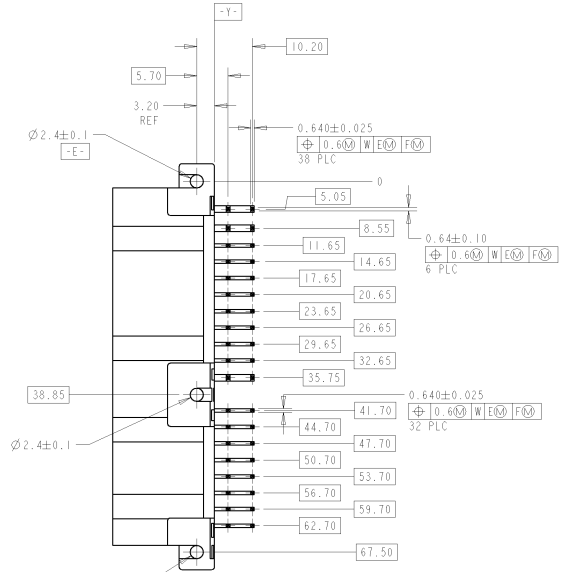 -Y-
10.20
5.70
3.20
REF
Ø2.4±0.1
-E-
0.640±0.025
⌖ 0.6Ⓜ W EⓂ FⓂ
38 PLC
0
5.05
8.55
0.64±0.10
⌖ 0.6Ⓜ W EⓂ FⓂ
6 PLC
11.65
14.65
17.65
20.65
23.65
26.65
29.65
32.65
35.75
38.85
0.640±0.025
⌖ 0.6Ⓜ W EⓂ FⓂ
32 PLC
41.70
44.70
Ø2.4±0.1
47.70
50.70
53.70
56.70
59.70
62.70
67.50